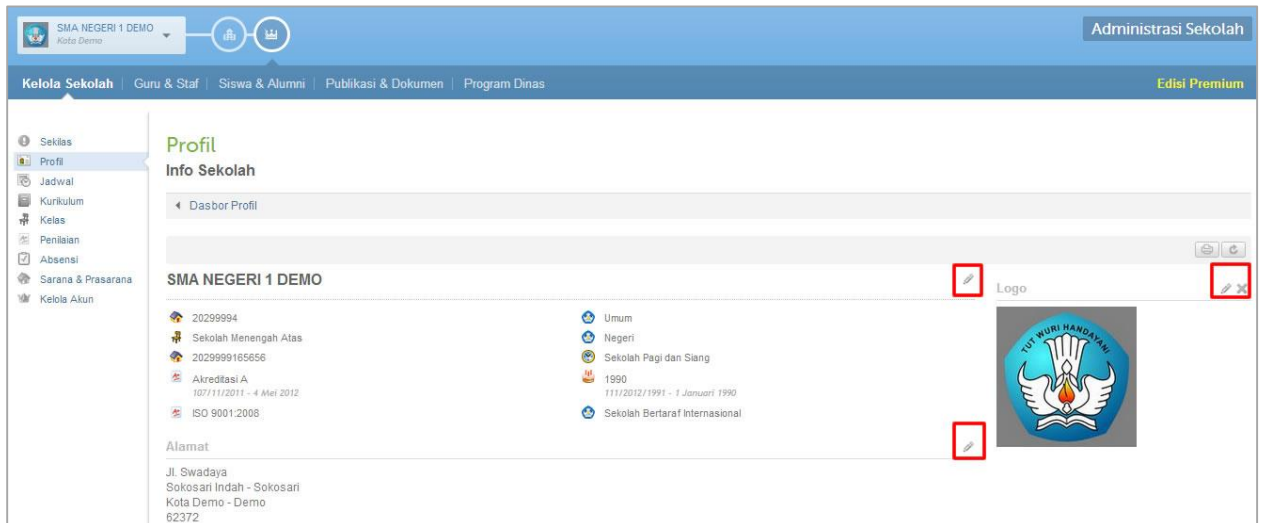 SMA NEGERI 1 DEMO
Kota Demo
Administrasi Sekolah
Kelola Sekolah | Guru & Staf | Siswa & Alumni | Publikasi & Dokumen | Program Dinas
Edisi Premium
Sekilas
Profil
Jadwal
Kurikulum
Kelas
Penilaian
Absensi
Sarana & Prasarana
Kelola Akun
Profil
Info Sekolah
Dasbor Profil
SMA NEGERI 1 DEMO
20299994
Sekolah Menengah Atas
2029999165656
Akreditasi A
107/11/2011 - 4 Mei 2012
ISO 9001:2008
Umum
Negeri
Sekolah Pagi dan Siang
1990
111/2012/1991 - 1 Januari 1990
Sekolah Bertaraf Internasional
Logo
TUT WURI HANDAYANI
Alamat
Jl. Swadaya
Sokosari Indah - Sokosari
Kota Demo - Demo
62372